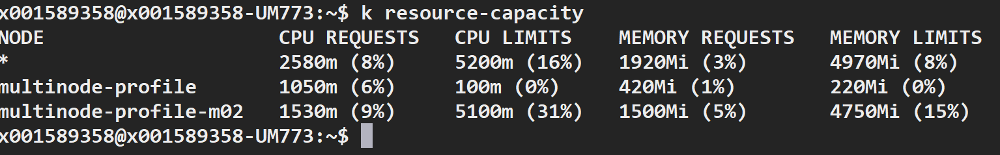 x001589358@x001589358-UM773:~$ k resource-capacity
NODE CPU REQUESTS CPU LIMITS MEMORY REQUESTS MEMORY LIMITS
* 2580m (8%) 5200m (16%) 1920Mi (3%) 4970Mi (8%)
multinode-profile 1050m (6%) 100m (0%) 420Mi (1%) 220Mi (0%)
multinode-profile-m02 1530m (9%) 5100m (31%) 1500Mi (5%) 4750Mi (15%)
x001589358@x001589358-UM773:~$